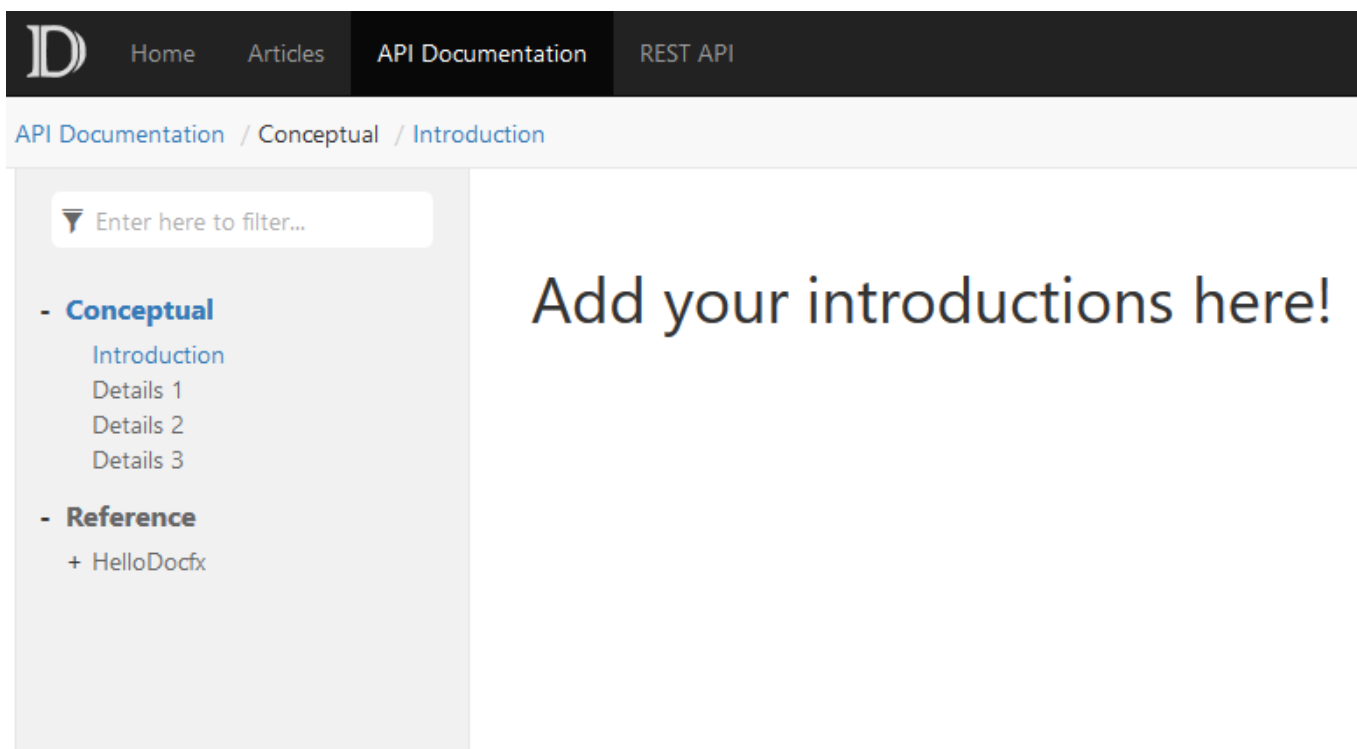 Home Articles API Documentation REST API
API Documentation / Conceptual / Introduction
Enter here to filter...
- Conceptual
Introduction
Details 1
Details 2
Details 3
- Reference
+ HelloDocfx
Add your introductions here!